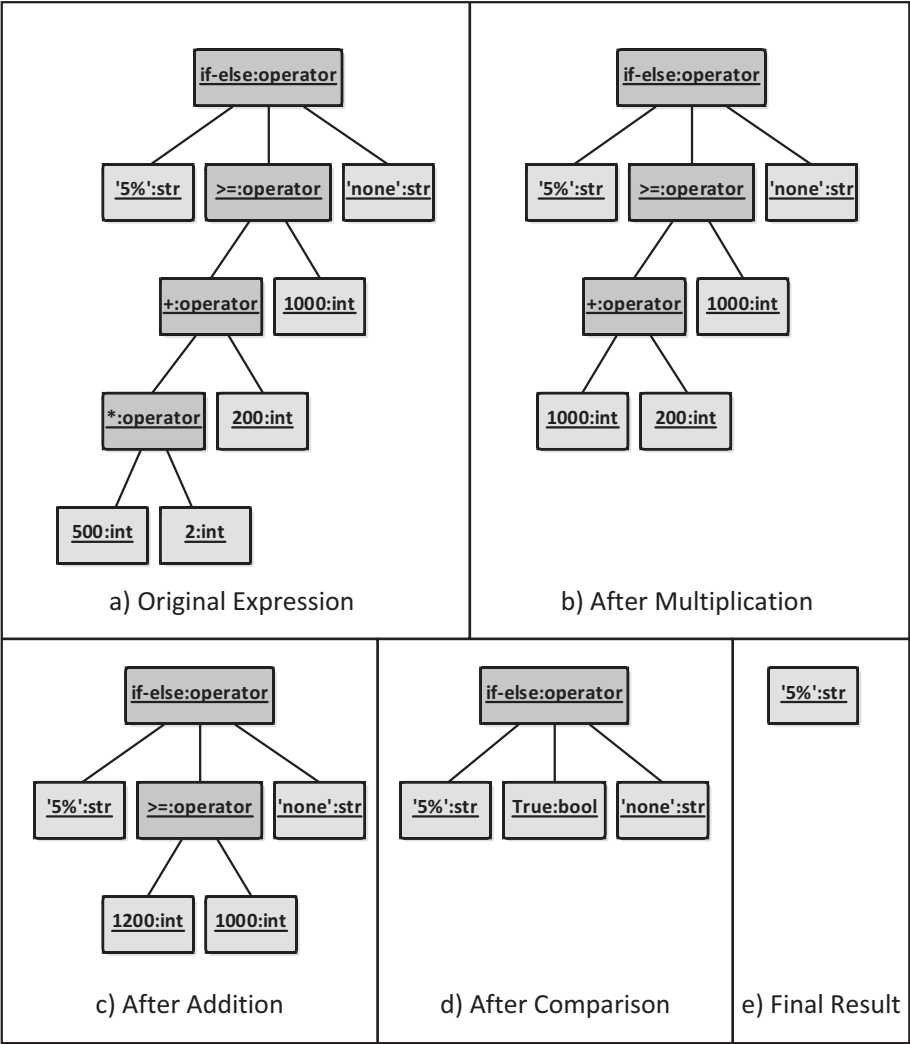 if-else:operator
'5%':str
>=:operator
'none':str
+:operator
1000:int
*:operator
200:int
500:int
2:int
a) Original Expression
if-else:operator
'5%':str
>=:operator
'none':str
+:operator
1000:int
1000:int
200:int
b) After Multiplication
if-else:operator
'5%':str
>=:operator
'none':str
1200:int
1000:int
c) After Addition
if-else:operator
'5%':str
True:bool
'none':str
d) After Comparison
'5%':str
e) Final Result